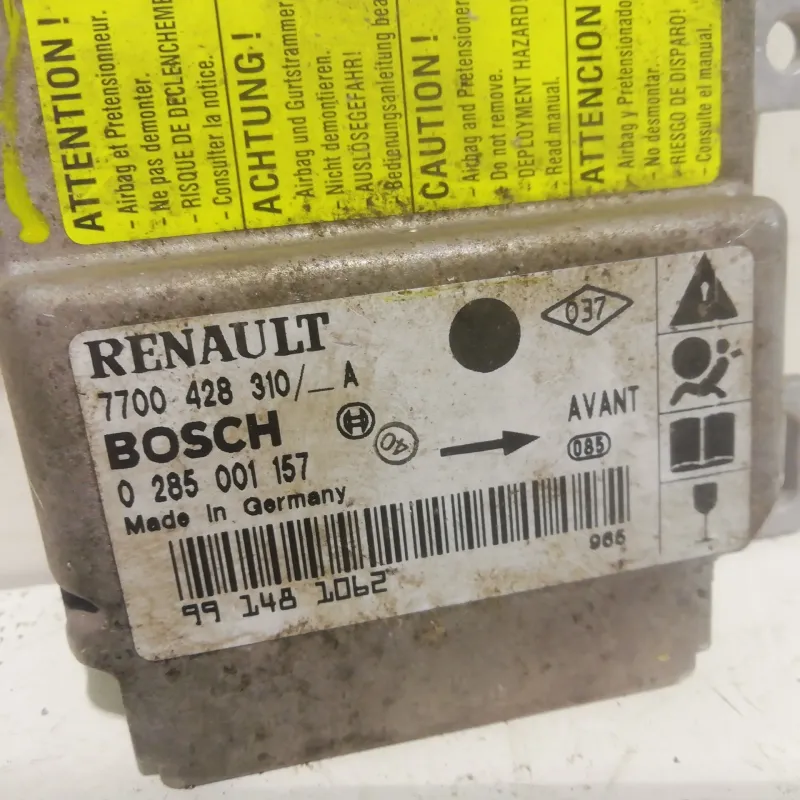 ATTENTION !
- Airbag et Pretensionneur.
- Ne pas demonter.
- RISQUE DE DECLENCHEME
- Consulter la notice.
ACHTUNG !
- Airbag und Gurtstrammer
- Nicht demontieren.
- AUSLÖSEGEFAHR!
- Bedienungsanleitung bea
CAUTION !
- Airbag and Pretensioner
- Do not remove.
- DEPLOYMENT HAZARD!
- Read manual.
ATTENCION
- Airbag y Pretensionado
- No desmontar.
- RIESGO DE DISPARO!
- Consulte el manual.
RENAULT
037
7700 428 310/_ A
BOSCH
40
AVANT
0 285 001 157
085
Made in Germany
966
99 148 1062